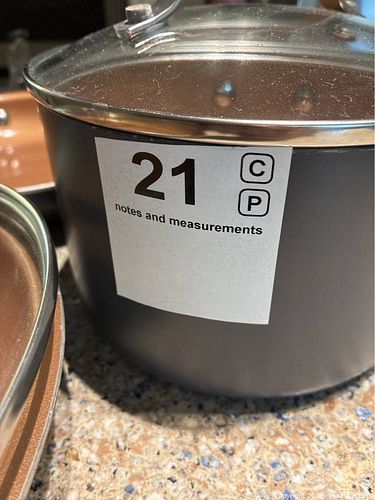 21
C
P
notes and measurements